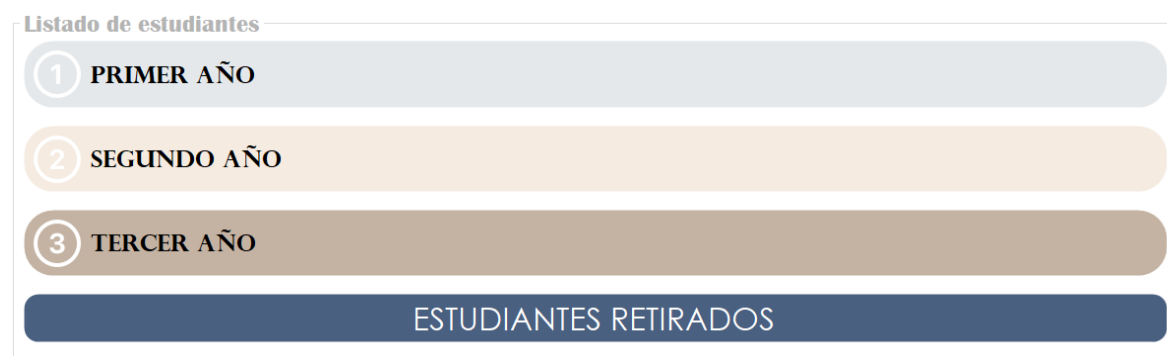 Listado de estudiantes
1 PRIMER AÑO
2 SEGUNDO AÑO
3 TERCER AÑO
ESTUDIANTES RETIRADOS